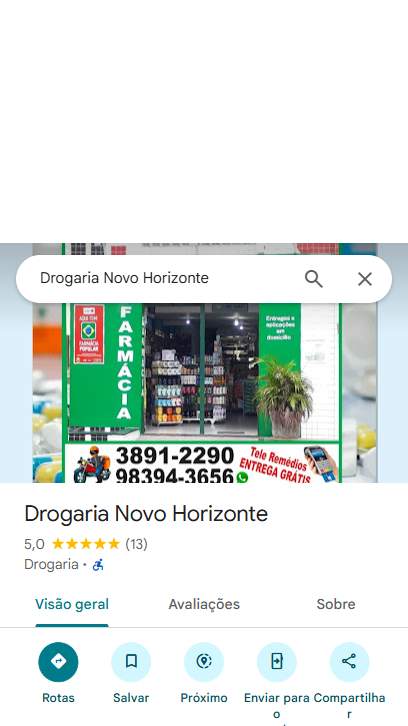 Drogaria Novo Horizonte
AQUI TEM
FARMÁCIA
POPULAR
FARMÁCIA
Entregas e
aplicações
em
domicílio
3891-2290
98394-3656
Tele Remédios
ENTREGA GRÁTIS
Drogaria Novo Horizonte
5,0 ★★★★★ (13)
Drogaria ·
Visão geral
Avaliações
Sobre
Rotas
Salvar
Próximo
Enviar para
o
Compartilha
r